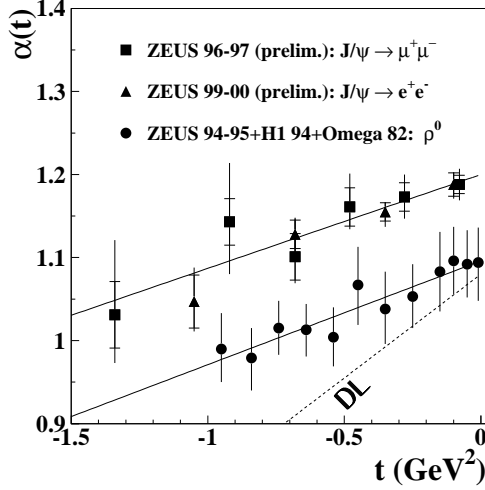 α(t)
1.4
ZEUS 96-97 (prelim.): J/ψ → μ⁺μ⁻
ZEUS 99-00 (prelim.): J/ψ → e⁺e⁻
ZEUS 94-95+H1 94+Omega 82: ρ⁰
1.3
1.2
1.1
1
0.9
DL
-1.5
-1
-0.5
0
t (GeV²)